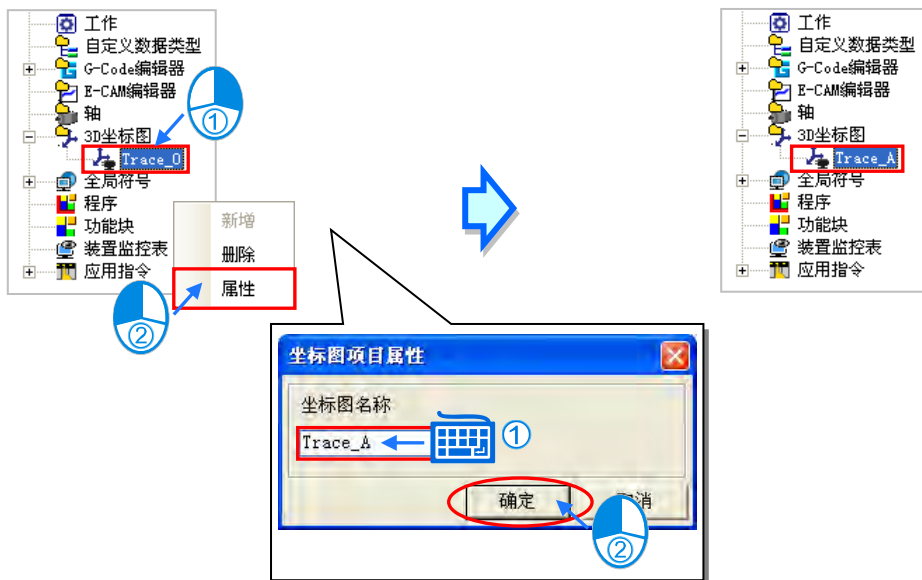 工作
自定义数据类型
G-Code编辑器
E-CAM编辑器
轴
3D坐标图
Trace_0
全局符号
程序
功能块
装置监控表
应用指令
①
新增
删除
属性
②
坐标图项目属性
坐标图名称
Trace_A
①
确定
取消
②
工作
自定义数据类型
G-Code编辑器
E-CAM编辑器
轴
3D坐标图
Trace_A
全局符号
程序
功能块
装置监控表
应用指令